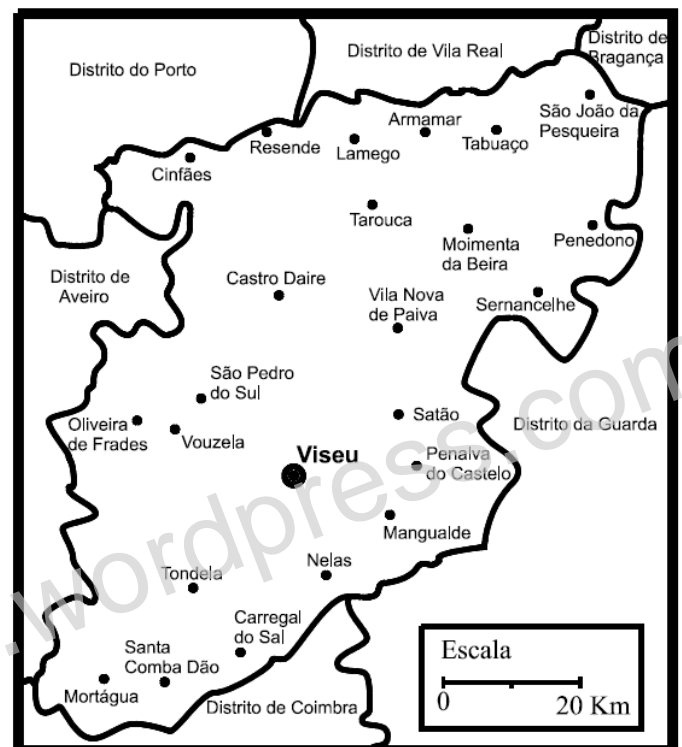 Distrito do Porto
Distrito de Vila Real
Distrito de
Bragança
São João da
Pesqueira
Armamar
Tabuaço
Resende
Lamego
Cinfães
Tarouca
Moimenta
da Beira
Penedono
Distrito de
Aveiro
Castro Daire
Vila Nova
de Paiva
Sernancelhe
São Pedro
do Sul
Oliveira
de Frades
Vouzela
Satão
Distrito da Guarda
Viseu
Penalva
do Castelo
Mangualde
Nelas
Tondela
Carregal
do Sal
Santa
Comba Dão
Mortágua
Distrito de Coimbra
Escala
0 20 Km
.wordpress.com